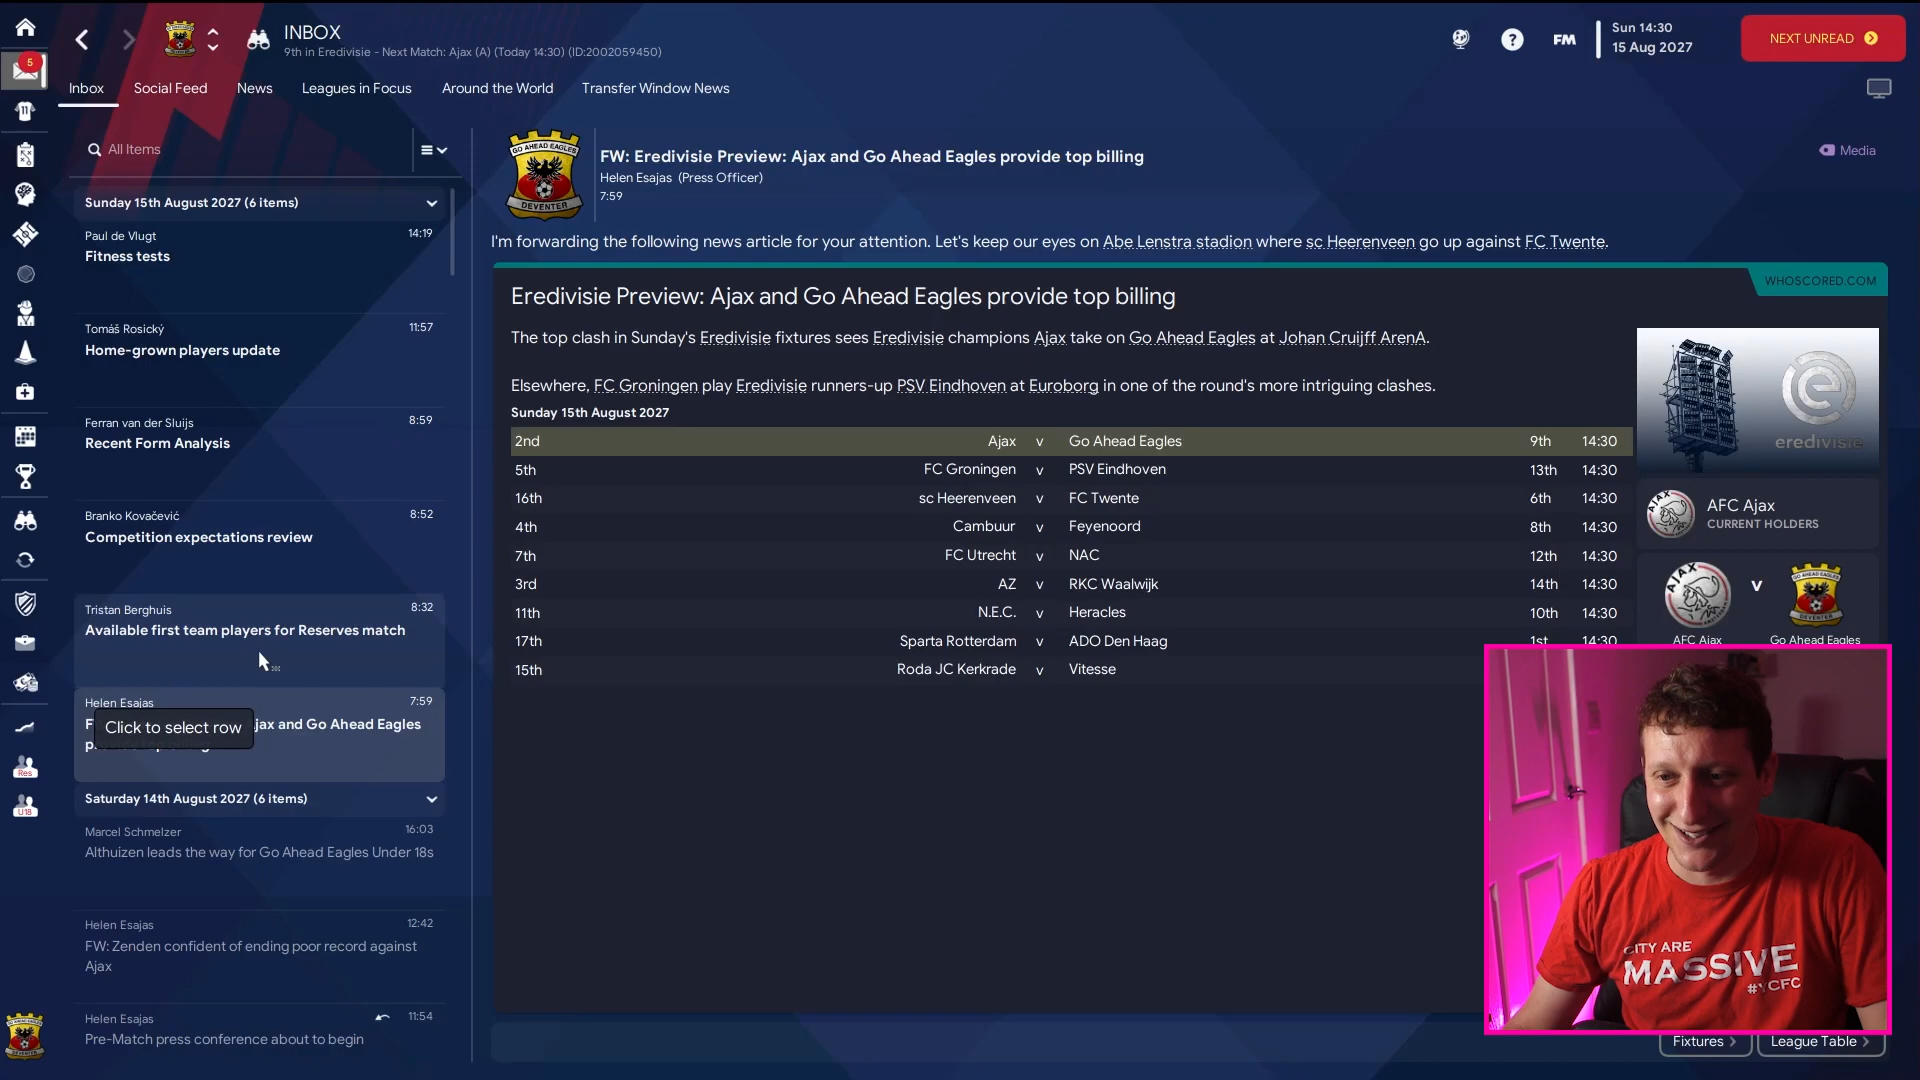 INBOX
9th in Eredivisie - Next Match: Ajax (A) (Today 14:30) (ID:2002059450)
FM
Sun 14:30
15 Aug 2027
NEXT UNREAD
5
Inbox Social Feed News Leagues in Focus Around the World Transfer Window News
All Items
Sunday 15th August 2027 (6 items)
Paul de Vlugt 14:19
Fitness tests
Tomáš Rosický 11:57
Home-grown players update
Ferran van der Sluijs 8:59
Recent Form Analysis
Branko Kovačević 8:52
Competition expectations review
Tristan Berghuis 8:32
Available first team players for Reserves match
Helen Esajas 7:59
Click to select row
jax and Go Ahead Eagles
Saturday 14th August 2027 (6 items)
Marcel Schmelzer 16:03
Althuizen leads the way for Go Ahead Eagles Under 18s
Helen Esajas 12:42
FW: Zenden confident of ending poor record against
Ajax
Helen Esajas 11:54
Pre-Match press conference about to begin
11
Res
U18
GO AHEAD EAGLES
DEVENTER
FW: Eredivisie Preview: Ajax and Go Ahead Eagles provide top billing
Helen Esajas (Press Officer)
7:59
Media
I'm forwarding the following news article for your attention. Let's keep our eyes on Abe Lenstra stadion where sc Heerenveen go up against FC Twente.
WHOSCORED.COM
Eredivisie Preview: Ajax and Go Ahead Eagles provide top billing
The top clash in Sunday's Eredivisie fixtures sees Eredivisie champions Ajax take on Go Ahead Eagles at Johan Cruijff ArenA.
Elsewhere, FC Groningen play Eredivisie runners-up PSV Eindhoven at Euroborg in one of the round's more intriguing clashes.
Sunday 15th August 2027
2nd Ajax v Go Ahead Eagles 9th 14:30
5th FC Groningen v PSV Eindhoven 13th 14:30
16th sc Heerenveen v FC Twente 6th 14:30
4th Cambuur v Feyenoord 8th 14:30
7th FC Utrecht v NAC 12th 14:30
3rd AZ v RKC Waalwijk 14th 14:30
11th N.E.C. v Heracles 10th 14:30
17th Sparta Rotterdam v ADO Den Haag 1st 14:30
15th Roda JC Kerkrade v Vitesse
eredivisie
AFC Ajax
CURRENT HOLDERS
AJAX
v
AFC Ajax Go Ahead Eagles
CITY ARE
MASSIVE
#YCFC
Fixtures
League Table